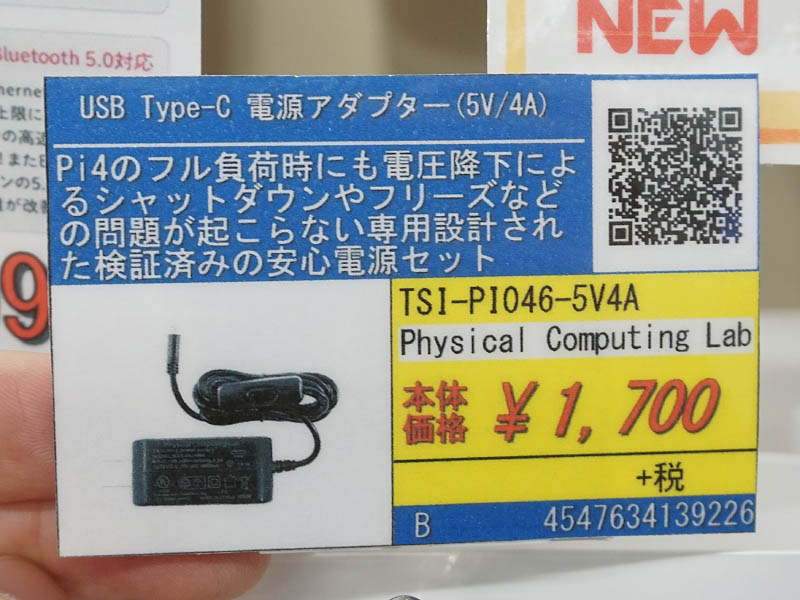 Bluetooth 5.0対応
NEW
USB Type-C 電源アダプター(5V/4A)
Pi4のフル負荷時にも電圧降下によ
るシャットダウンやフリーズなど
の問題が起こらない専用設計され
た検証済みの安心電源セット
TSI-PI046-5V4A
Physical Computing Lab
本体
価格
¥1,700
+税
B
4547634139226
9